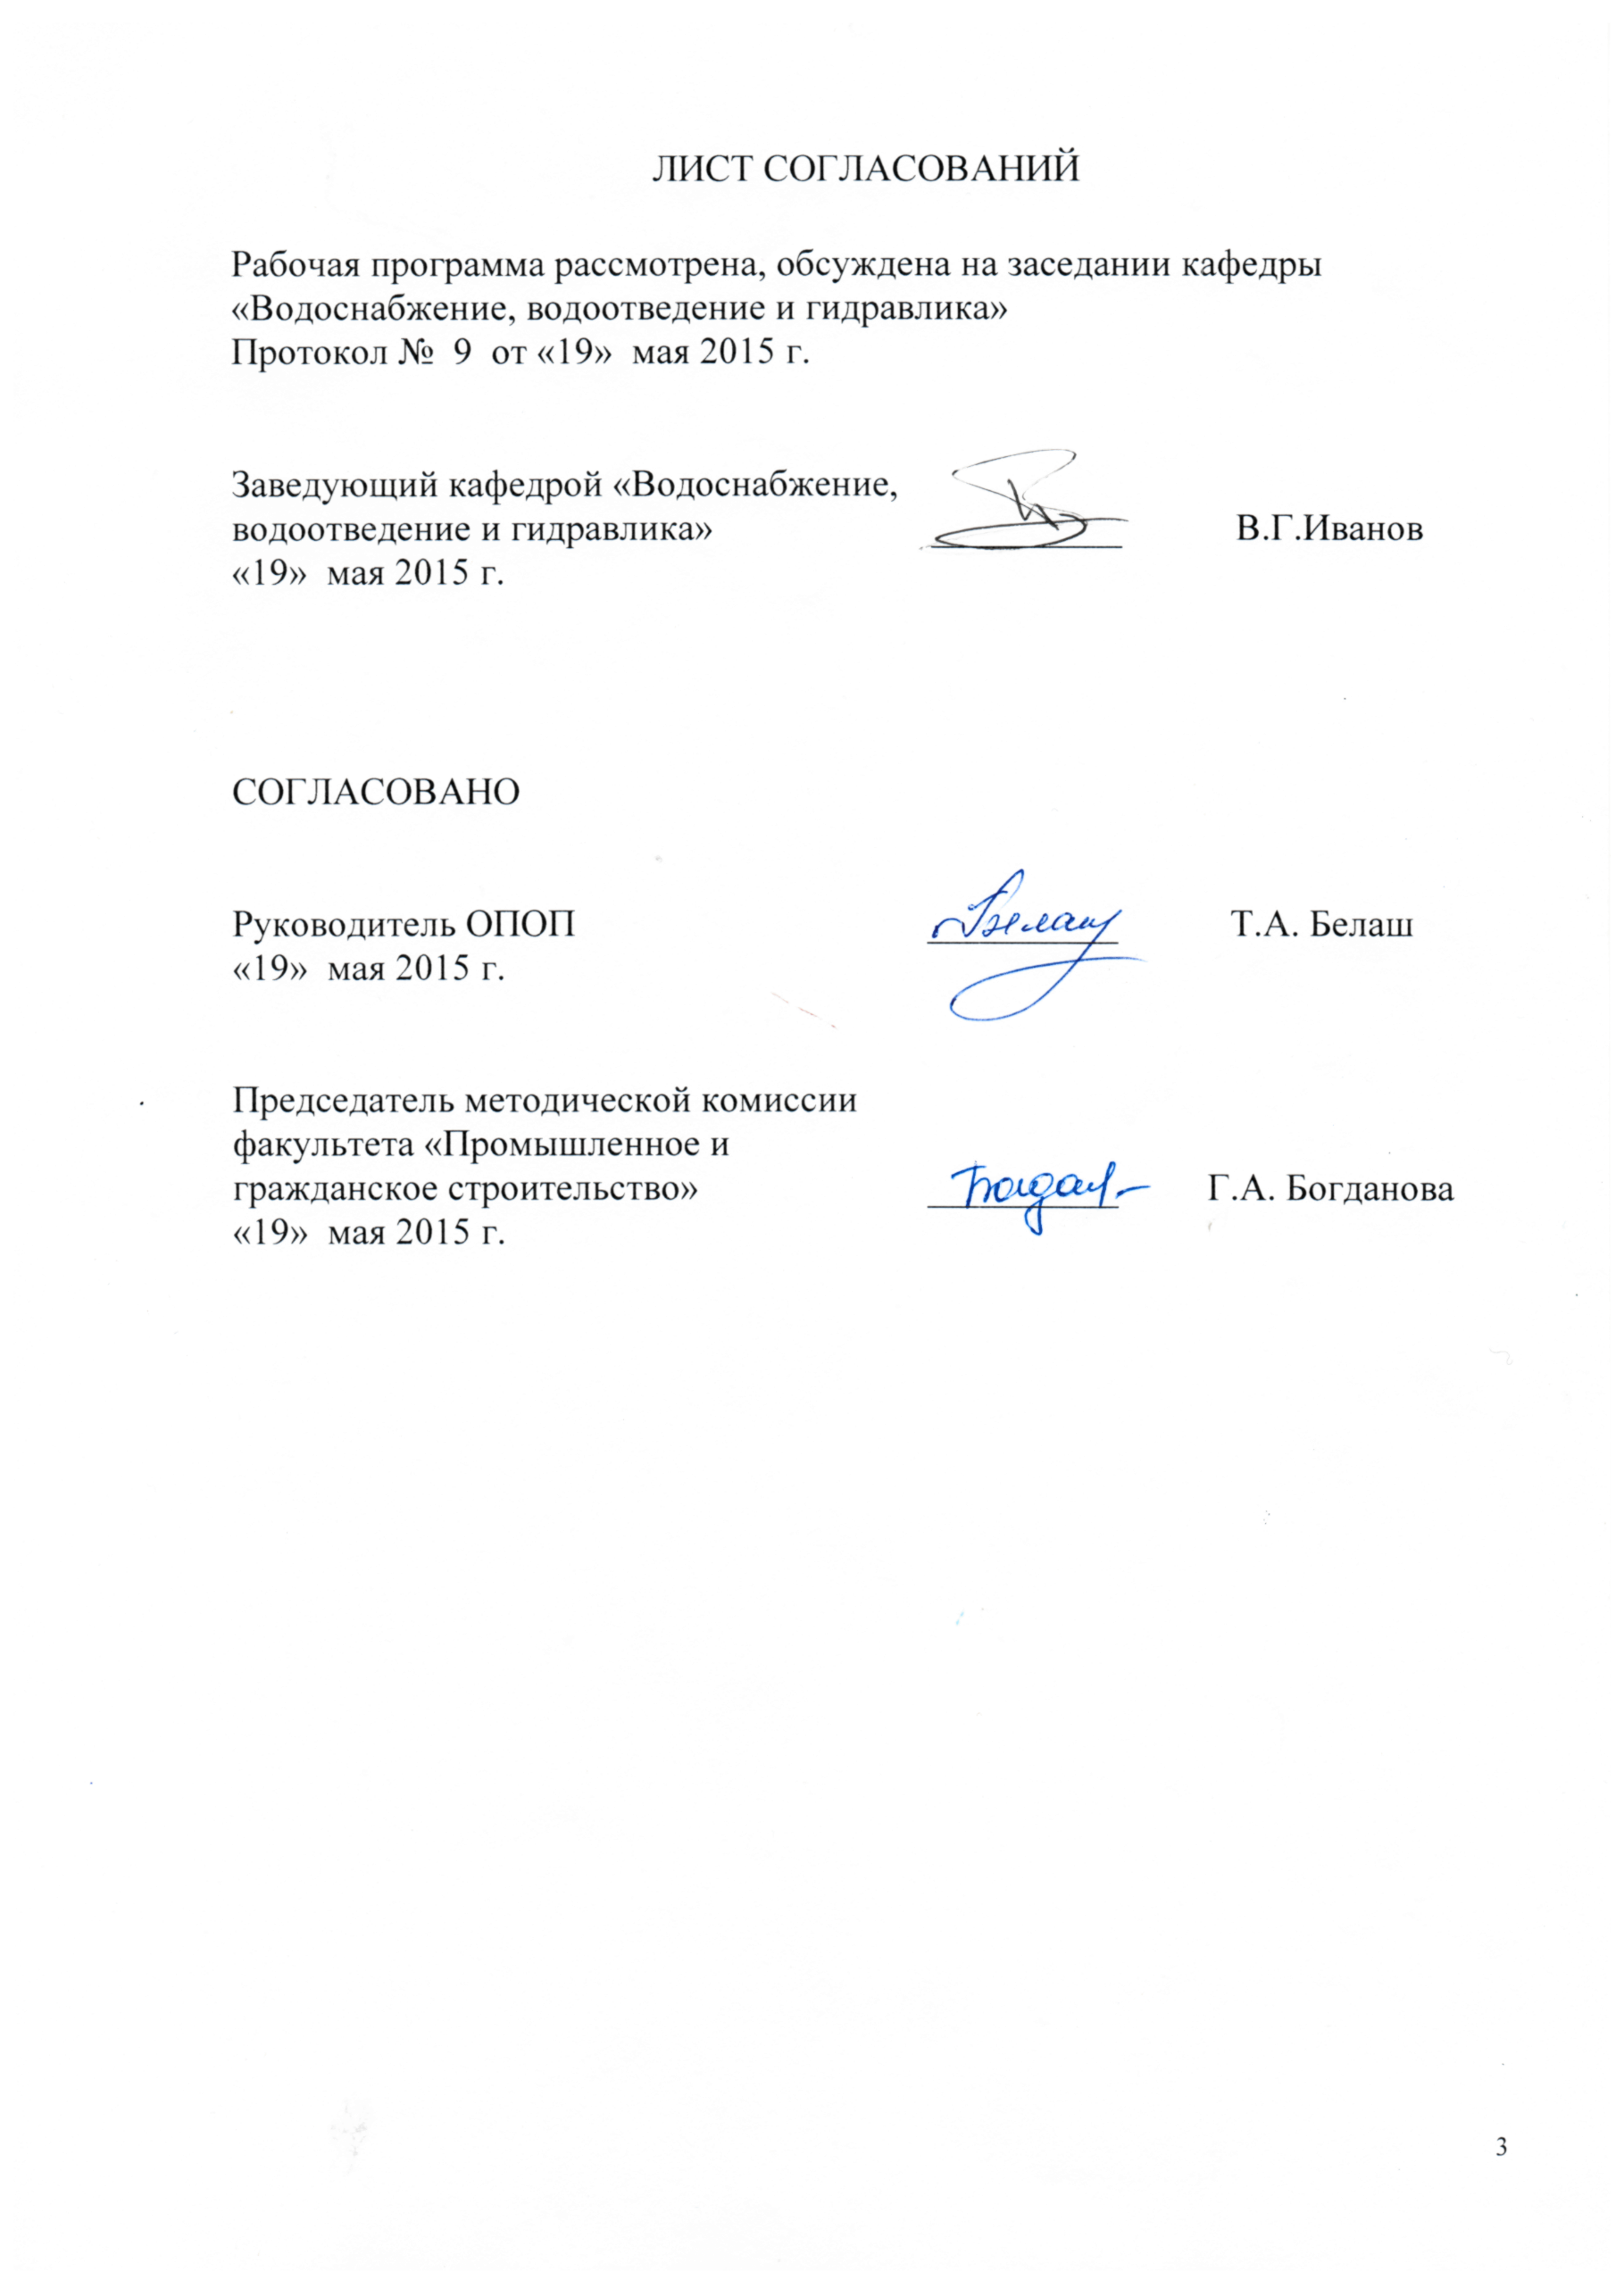 ЛИСТ СОГЛАСОВАНИЙ
Рабочая программа рассмотрена, обсуждена на заседании кафедры
«Водоснабжение, водоотведение и гидравлика»
Протокол № 9 от «19» мая 2015 г.
Заведующий кафедрой «Водоснабжение,
водоотведение и гидравлика» В.Г.Иванов
«19» мая 2015 г.
СОГЛАСОВАНО
Руководитель ОПОП Белаш Т.А. Белаш
«19» мая 2015 г.
Председатель методической комиссии
факультета «Промышленное и
гражданское строительство» Г.А. Богданова
«19» мая 2015 г.
3